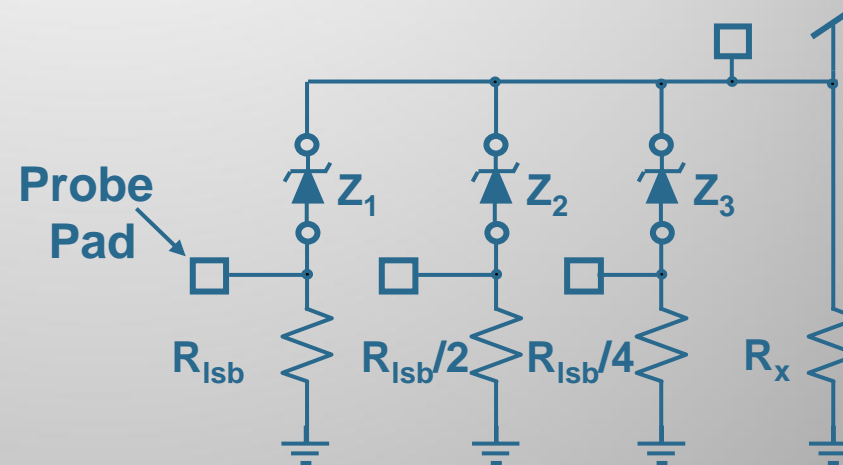 Probe
Pad
Z1
Z2
Z3
Rlsb
Rlsb/2
Rlsb/4
Rx